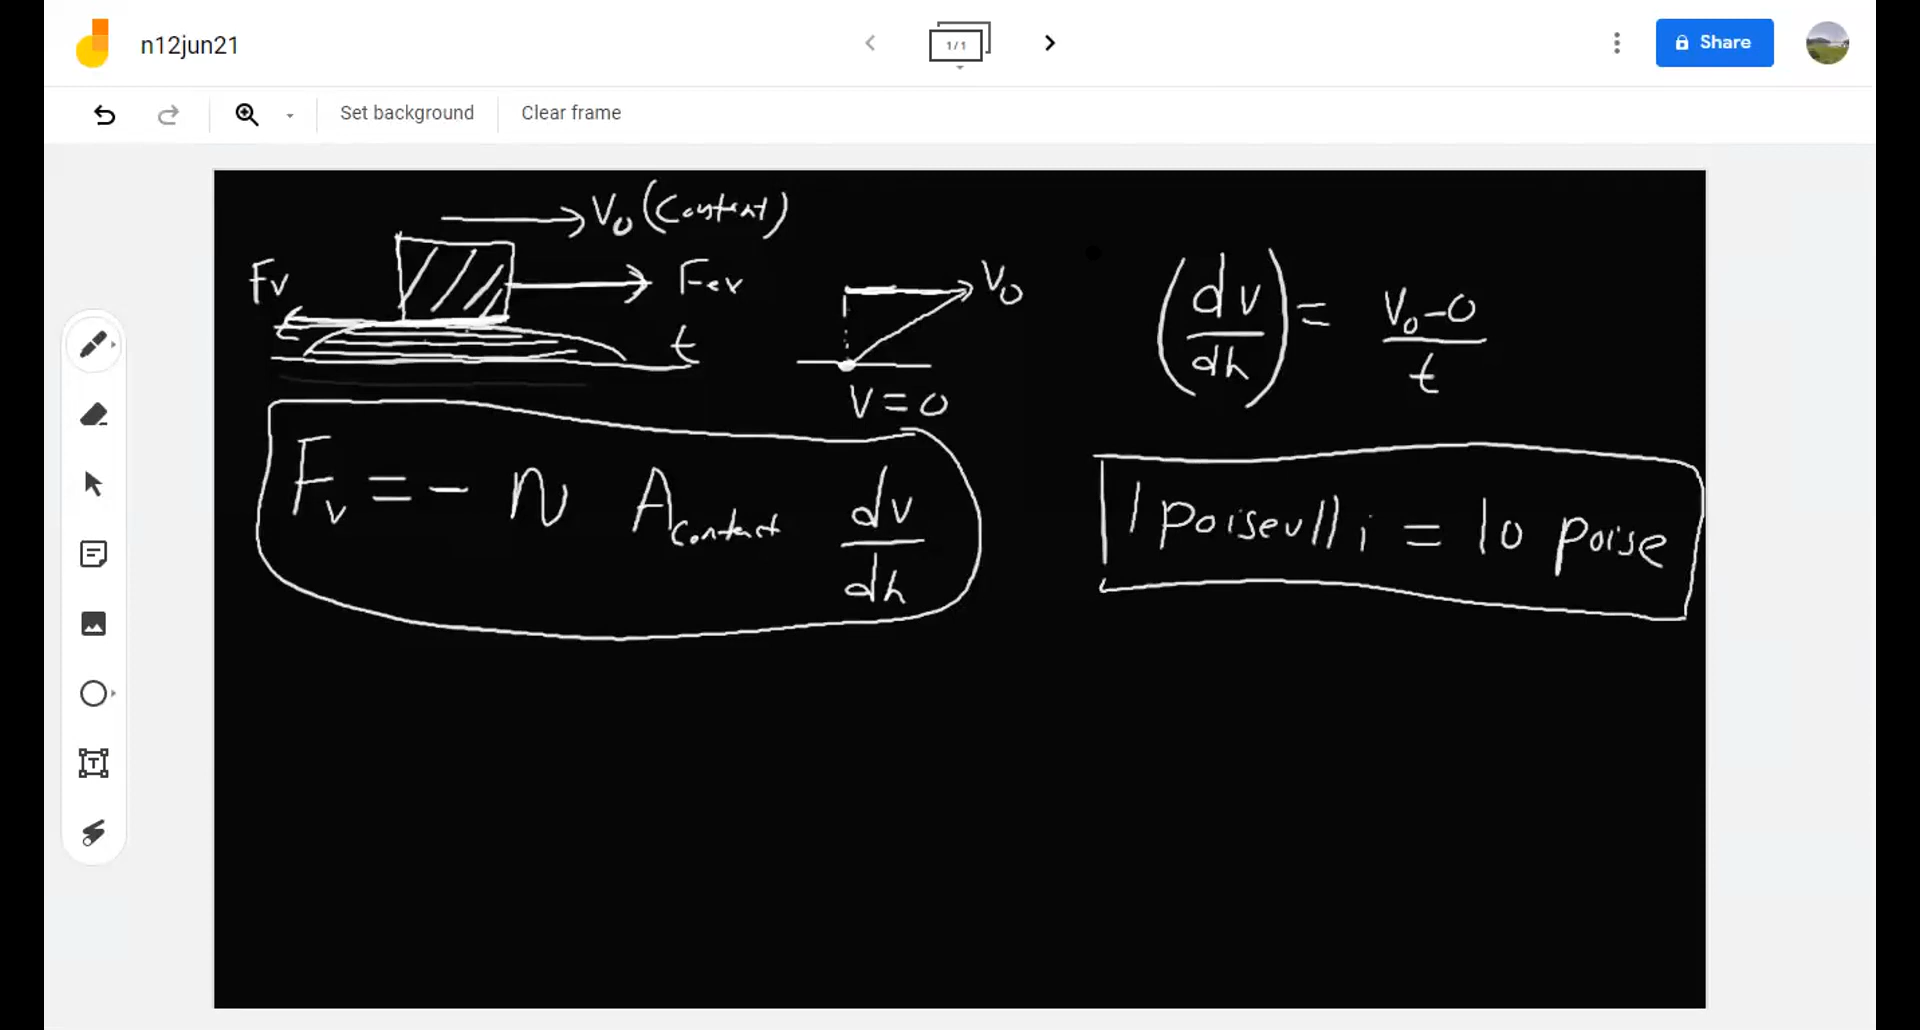 n12jun21
1/1
Share
Set background
Clear frame
V₀ (Constant)
Fv
Fex
t
V₀
V = 0
(dv/dh) = V₀-0/t
Fv = - η A contact dv/dh
1 poiseulli = 10 poise